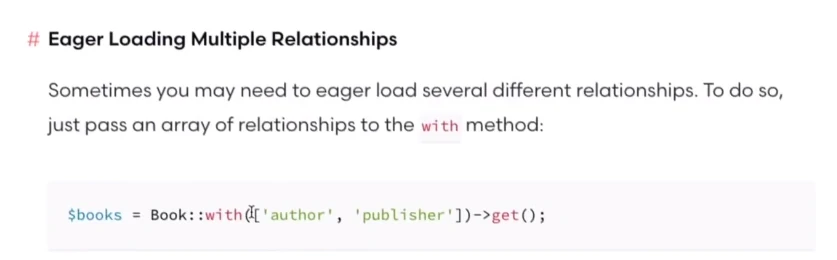 # Eager Loading Multiple Relationships
Sometimes you may need to eager load several different relationships. To do so,
just pass an array of relationships to the with method:
$books = Book::with(['author', 'publisher'])->get();